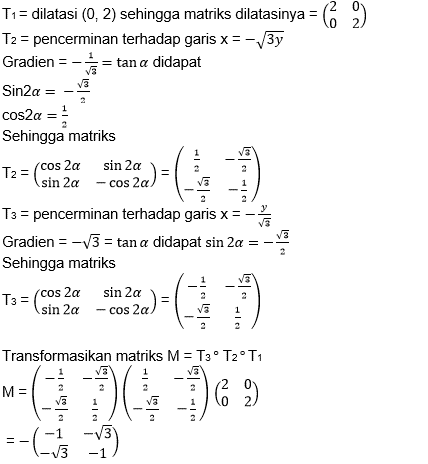 T₁ = dilatasi (0, 2) sehingga matriks dilatasinya = (2 0 / 0 2)
T₂ = pencerminan terhadap garis x = −√3y
Gradien = −1/√3 = tan α didapat
Sin2α = −√3/2
cos2α = 1/2
Sehingga matriks
T₂ = (cos 2α sin 2α / sin 2α −cos 2α) = (1/2 −√3/2 / −√3/2 −1/2)
T₃ = pencerminan terhadap garis x = −y/√3
Gradien = −√3 = tan α didapat sin 2α = −√3/2
Sehingga matriks
T₃ = (cos 2α sin 2α / sin 2α −cos 2α) = (−1/2 −√3/2 / −√3/2 1/2)
Transformasikan matriks M = T₃ ° T₂ ° T₁
M = (−1/2 −√3/2 / −√3/2 1/2) (1/2 −√3/2 / −√3/2 −1/2) (2 0 / 0 2)
= −(−1 −√3 / −√3 −1)